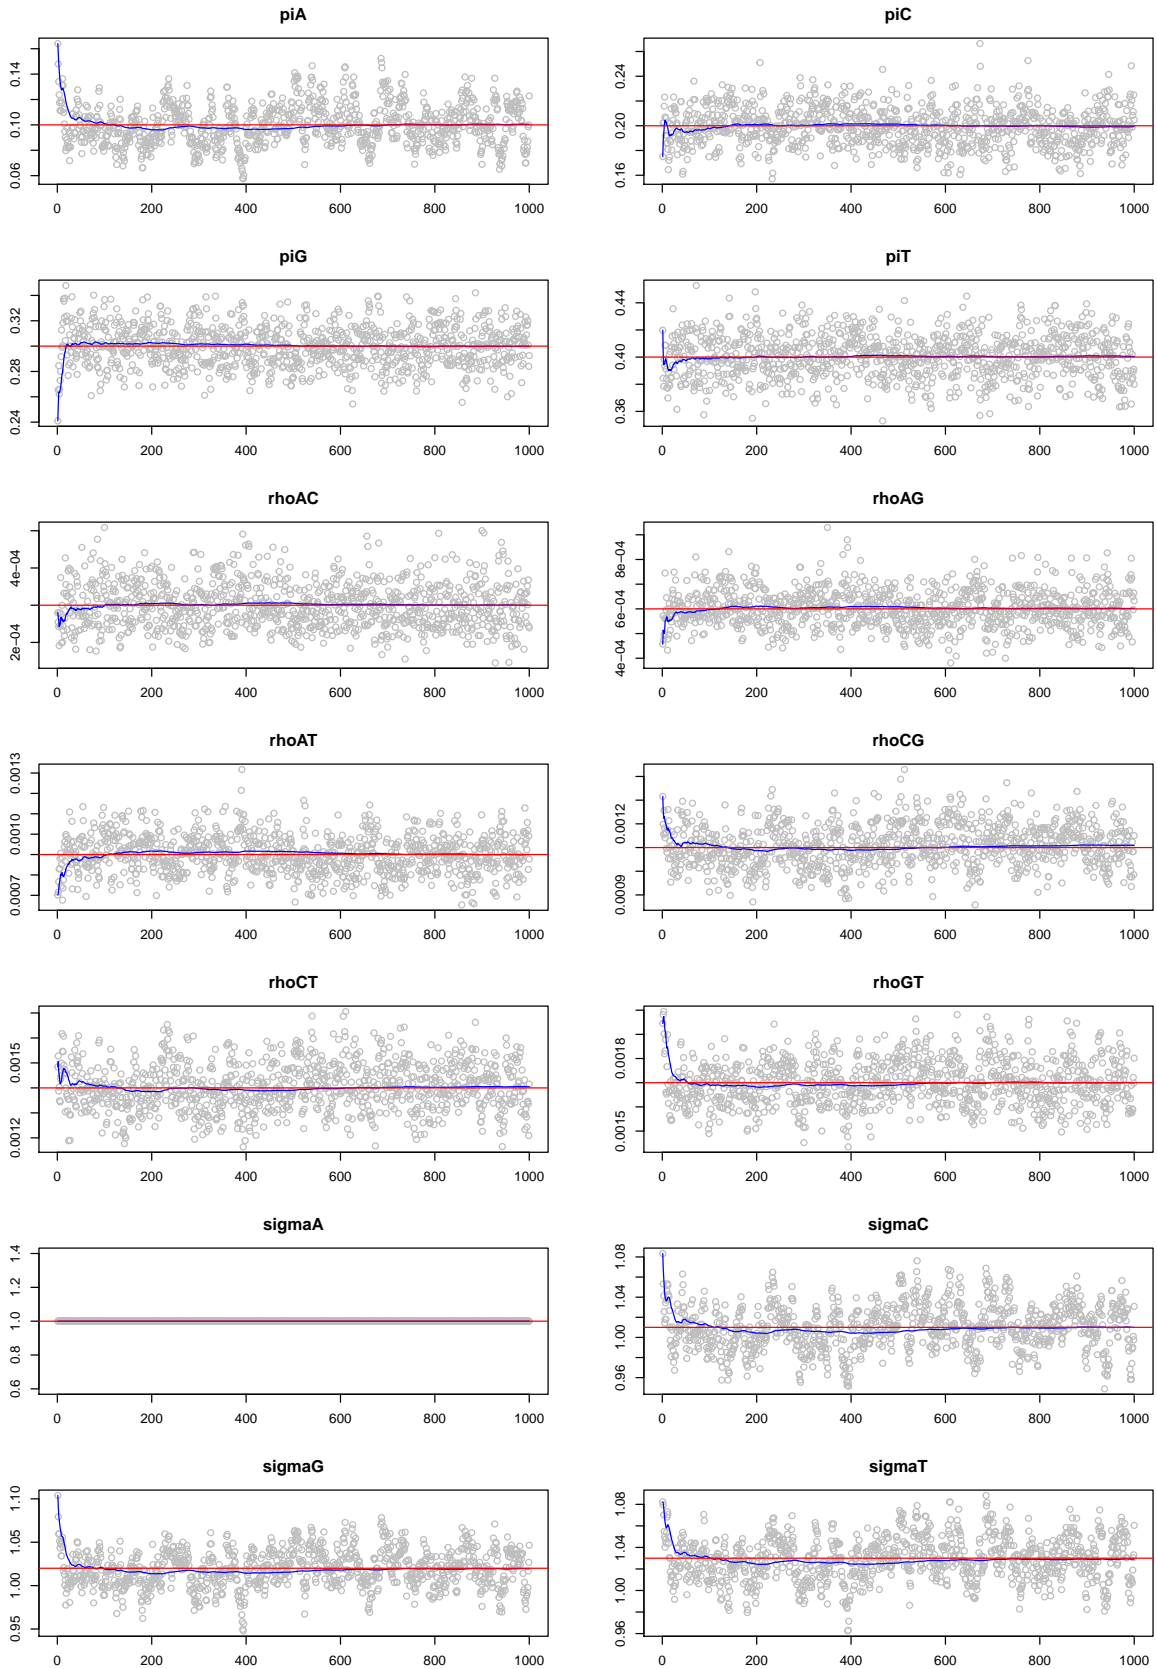 piA
0.06 0.10 0.14
0 200 400 600 800 1000
piC
0.16 0.20 0.24
0 200 400 600 800 1000
piG
0.24 0.28 0.32
0 200 400 600 800 1000
piT
0.36 0.40 0.44
0 200 400 600 800 1000
rhoAC
2e-04 4e-04
0 200 400 600 800 1000
rhoAG
4e-04 6e-04 8e-04
0 200 400 600 800 1000
rhoAT
0.0007 0.0010 0.0013
0 200 400 600 800 1000
rhoCG
0.0009 0.0012
0 200 400 600 800 1000
rhoCT
0.0012 0.0015
0 200 400 600 800 1000
rhoGT
0.0015 0.0018
0 200 400 600 800 1000
sigmaA
0.6 0.8 1.0 1.2 1.4
0 200 400 600 800 1000
sigmaC
0.96 1.00 1.04 1.08
0 200 400 600 800 1000
sigmaG
0.95 1.00 1.05 1.10
0 200 400 600 800 1000
sigmaT
0.96 1.00 1.04 1.08
0 200 400 600 800 1000